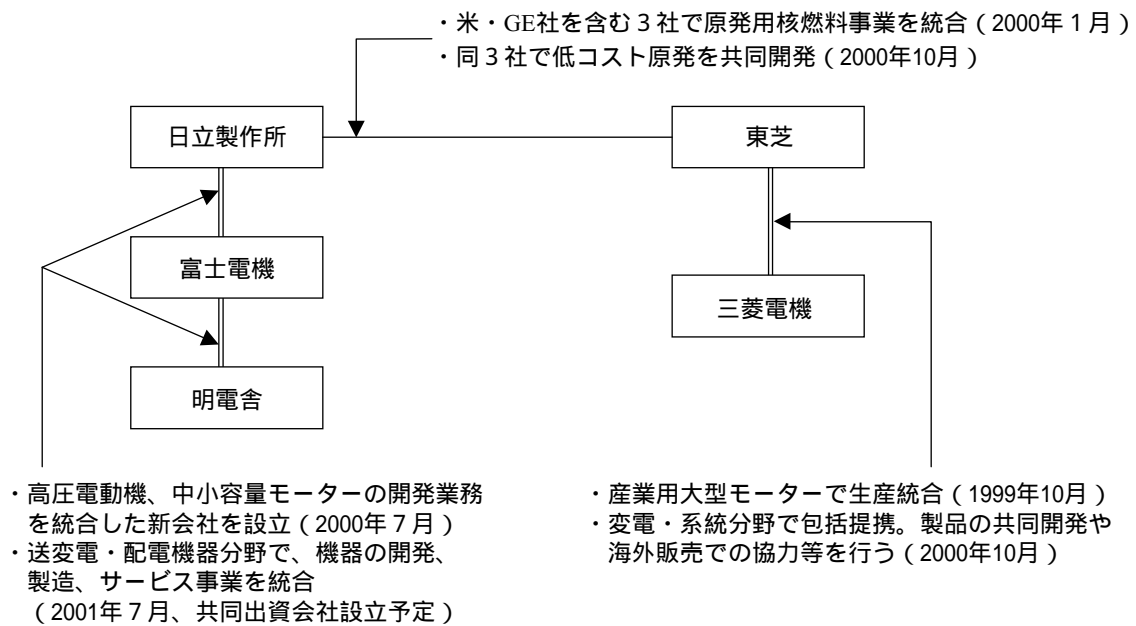 ・米・GE社を含む３社で原発用核燃料事業を統合（2000年１月）
・同３社で低コスト原発を共同開発（2000年10月）
日立製作所
東芝
富士電機
三菱電機
明電舎
・高圧電動機、中小容量モーターの開発業務
を統合した新会社を設立（2000年７月）
・送変電・配電機器分野で、機器の開発、
製造、サービス事業を統合
（2001年７月、共同出資会社設立予定）
・産業用大型モーターで生産統合（1999年10月）
・変電・系統分野で包括提携。製品の共同開発や
海外販売での協力等を行う（2000年10月）